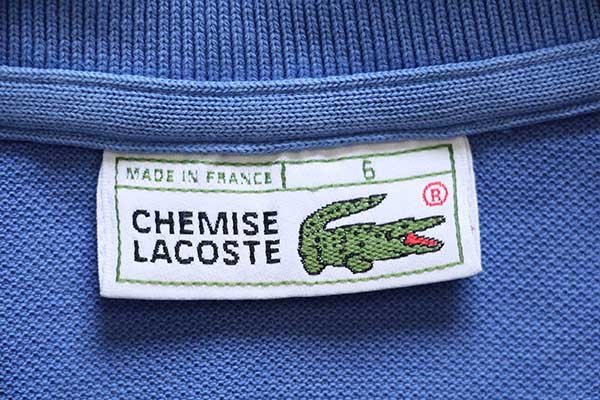 MADE IN FRANCE 6
®
CHEMISE
LACOSTE